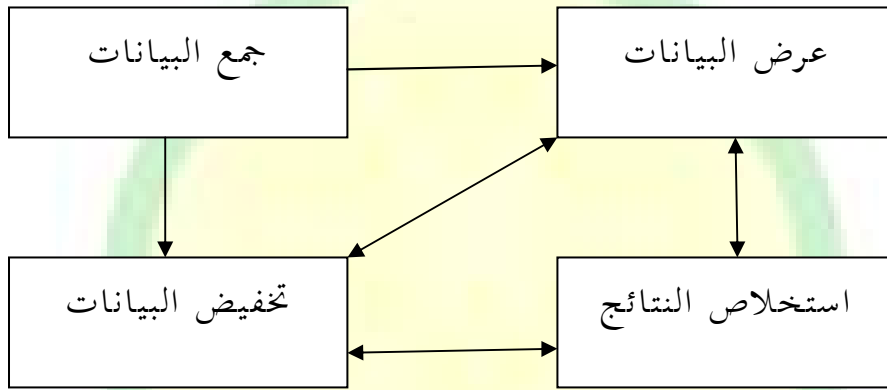 جمع البيانات
عرض البيانات
تخفيض البيانات
استخلاص النتائج